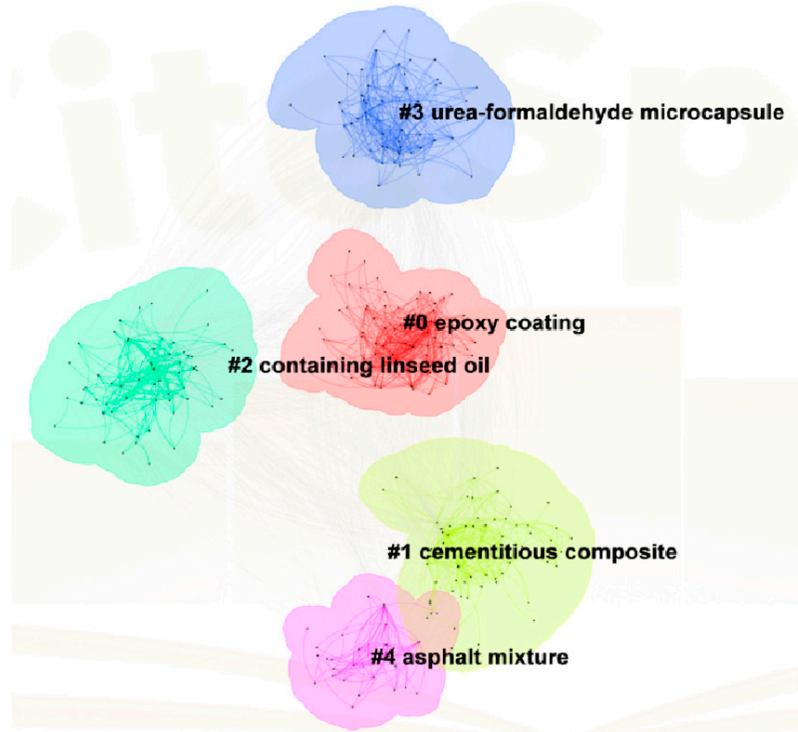 #3 urea-formaldehyde microcapsule
#0 epoxy coating
#2 containing linseed oil
#1 cementitious composite
#4 asphalt mixture